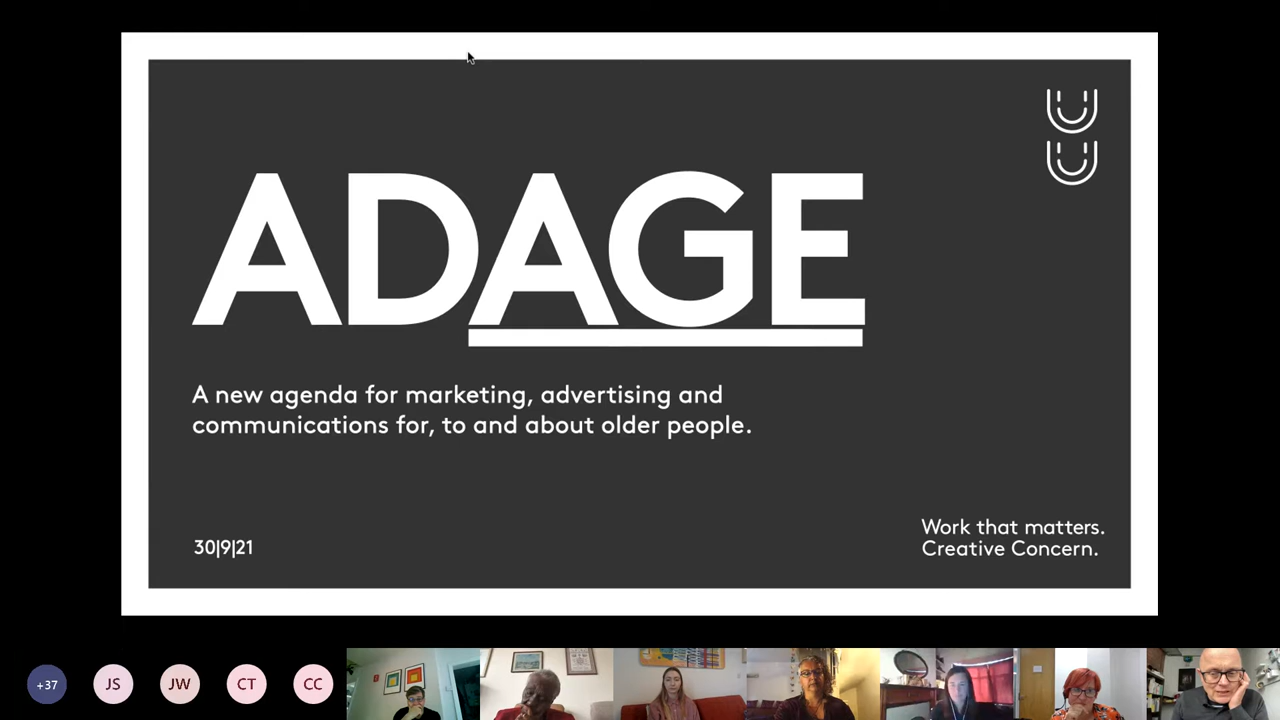 ADAGE
A new agenda for marketing, advertising and
communications for, to and about older people.
30|9|21
Work that matters.
Creative Concern.
+37
JS
JW
CT
CC